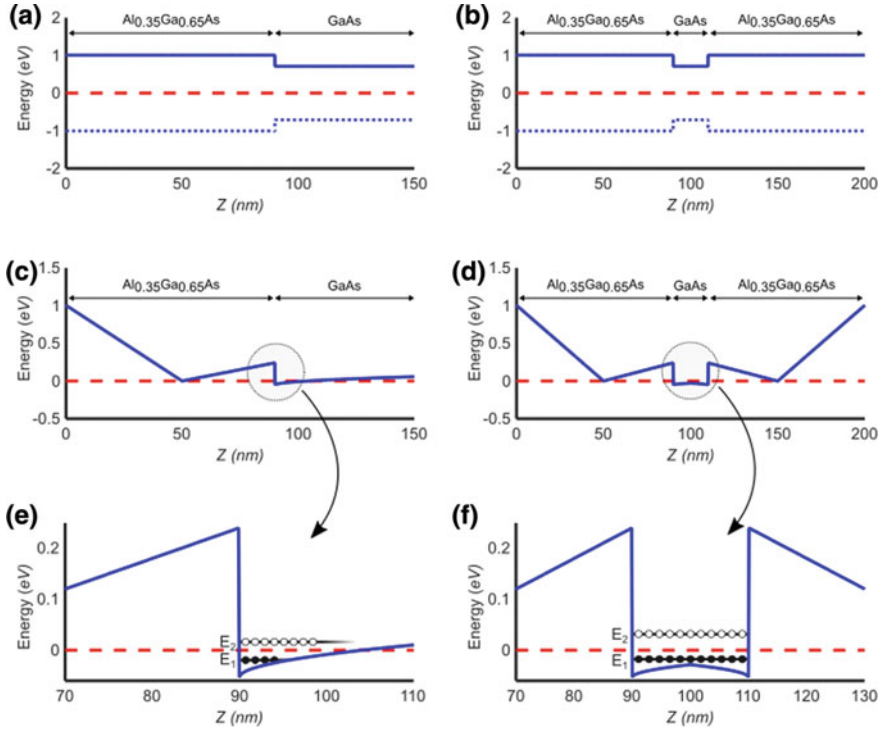 (a)
Al0.35Ga0.65As GaAs
2
1
0
-1
-2
Energy (eV)
0 50 100 150
Z (nm)
(b)
Al0.35Ga0.65As GaAs Al0.35Ga0.65As
2
1
0
-1
-2
Energy (eV)
0 50 100 150 200
Z (nm)
(c)
Al0.35Ga0.65As GaAs
1.5
1
0.5
0
-0.5
Energy (eV)
0 50 100 150
Z (nm)
(d)
Al0.35Ga0.65As GaAs Al0.35Ga0.65As
1.5
1
0.5
0
-0.5
Energy (eV)
0 50 100 150 200
Z (nm)
(e)
0.2
0.1
0
Energy (eV)
E2
E1
70 80 90 100 110
Z (nm)
(f)
0.2
0.1
0
Energy (eV)
E2
E1
70 80 90 100 110 120 130
Z (nm)